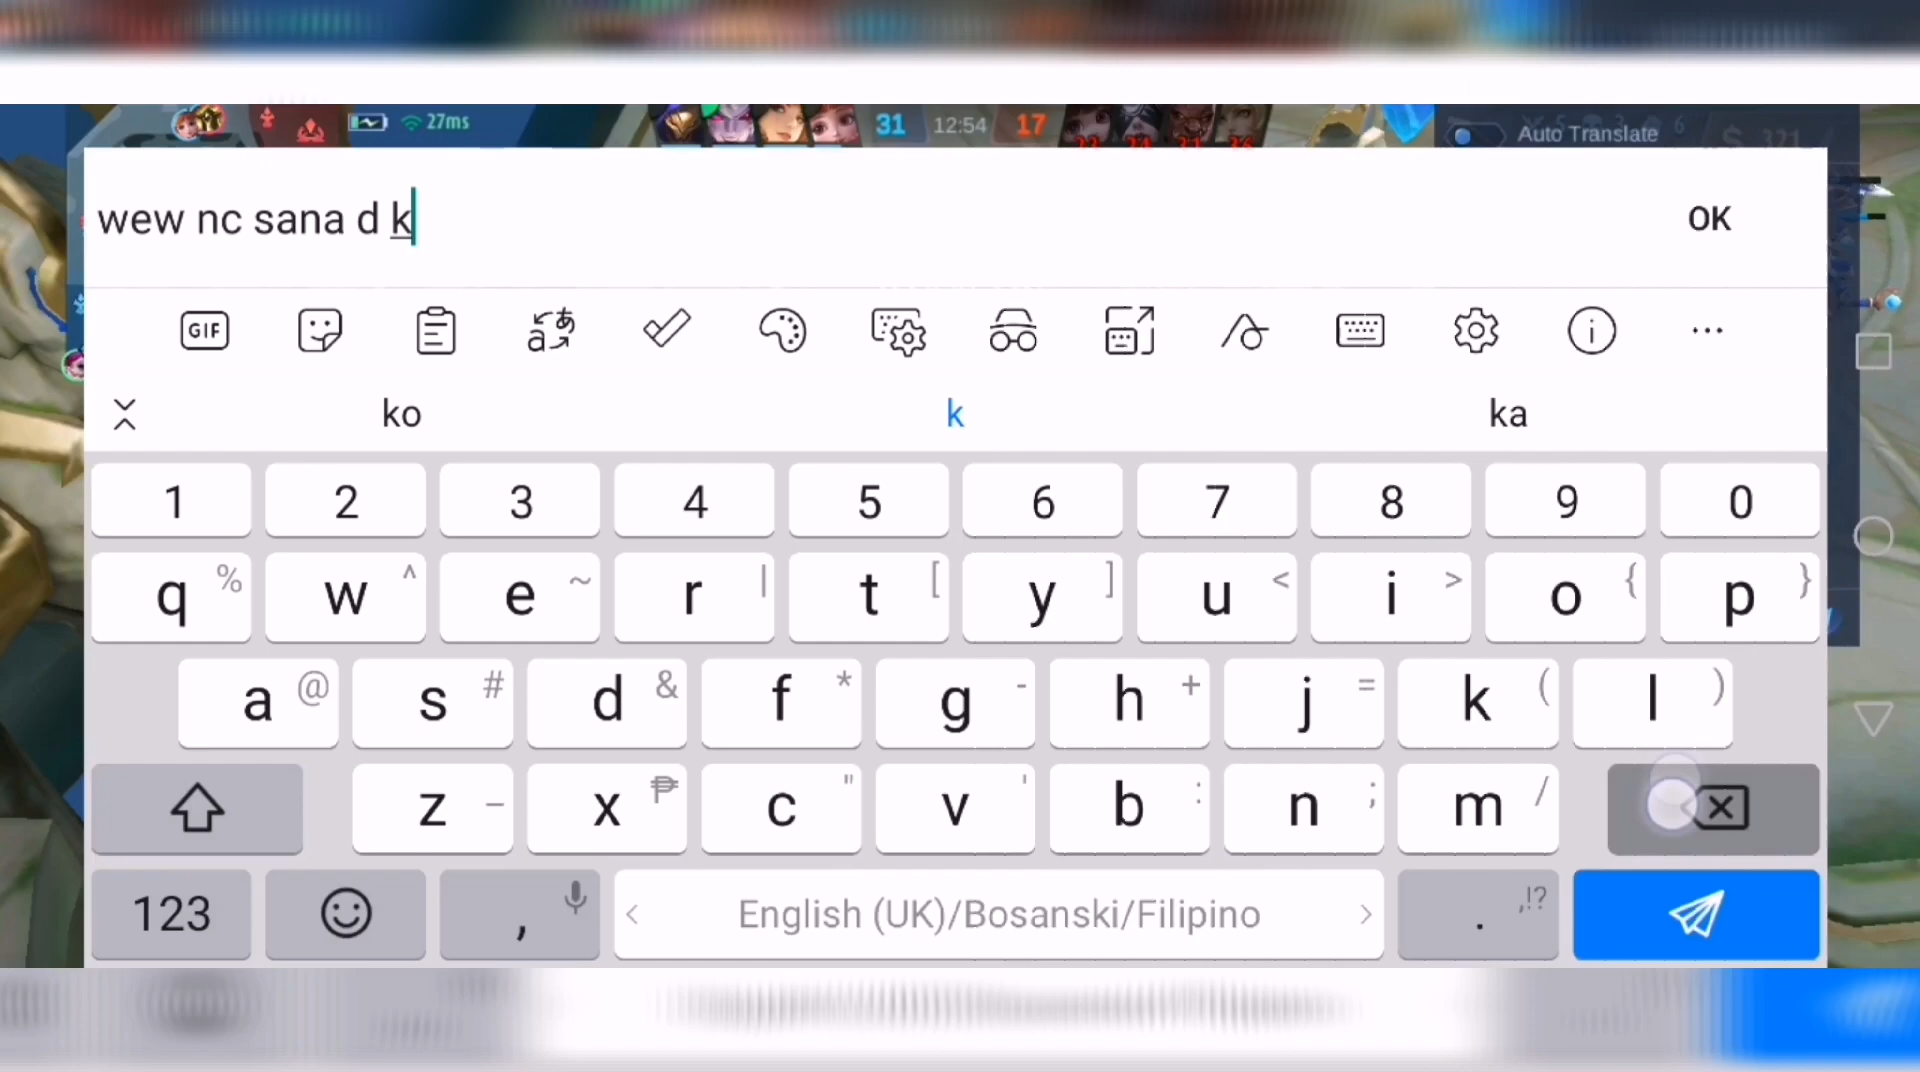 27ms
31 12:54 17
Auto Translate
321
wew nc sana d k
OK
GIF
ko k ka
1 2 3 4 5 6 7 8 9 0
q % w ^ e ~ r | t [ y ] u < i > o { p }
a @ s # d & f * g - h + j = k ( l )
z – x ₱ c " v ' b : n ; m /
123 , < English (UK)/Bosanski/Filipino > . ,!?